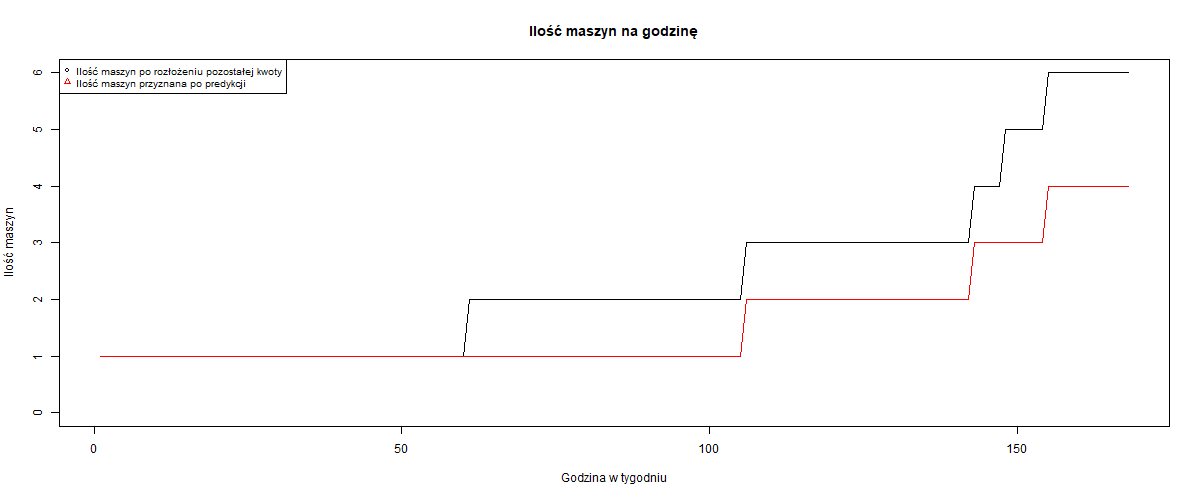 Ilość maszyn na godzinę
Ilość maszyn po rozłożeniu pozostałej kwoty
Ilość maszyn przyznana po predykcji
Ilość maszyn
6
5
4
3
2
1
0
0 50 100 150
Godzina w tygodniu